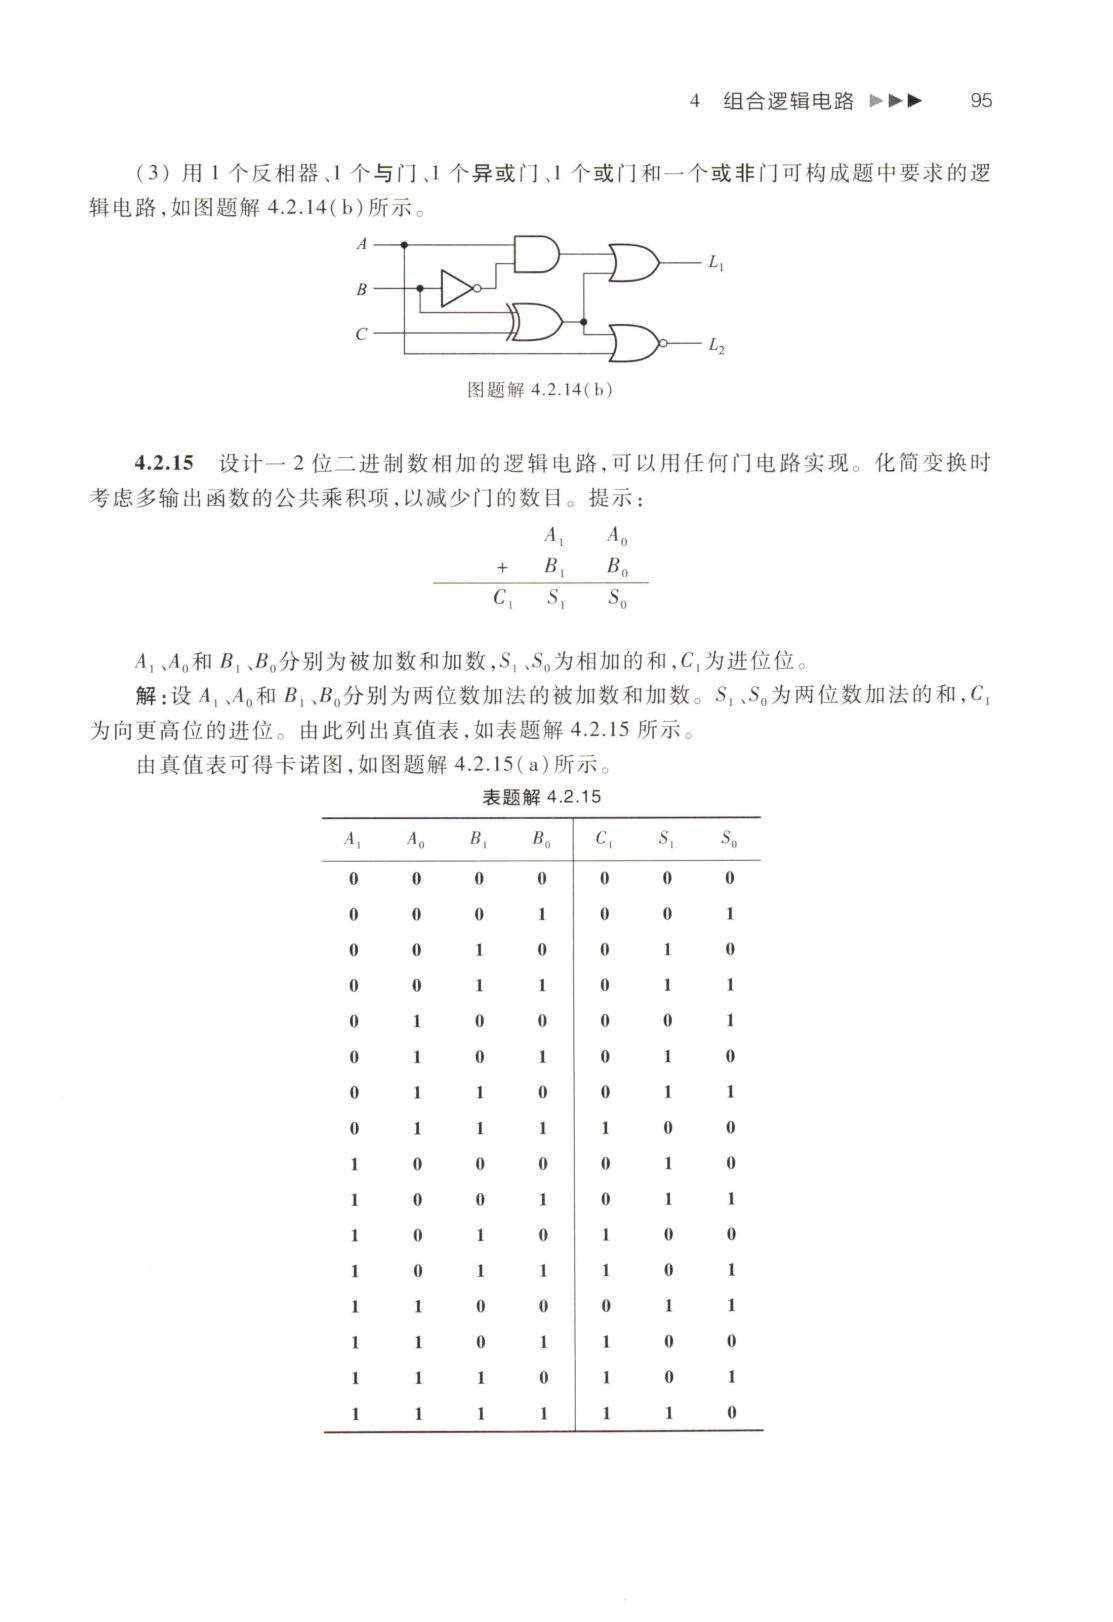 4 组合逻辑电路 ▶▶▶ 95
(3) 用 1 个反相器、1 个与门、1 个异或门、1 个或门和一个或非门可构成题中要求的逻
辑电路,如图题解 4.2.14(b)所示。
A
L₁
B
C
L₂
图题解 4.2.14(b)
4.2.15 设计一 2 位二进制数相加的逻辑电路,可以用任何门电路实现。化简变换时
考虑多输出函数的公共乘积项,以减少门的数目。提示:
A₁ A₀
+ B₁ B₀
C₁ S₁ S₀
A₁、A₀和 B₁、B₀分别为被加数和加数,S₁、S₀为相加的和,C₁为进位位。
解:设 A₁、A₀和 B₁、B₀分别为两位数加法的被加数和加数。S₁、S₀为两位数加法的和,C₁
为向更高位的进位。由此列出真值表,如表题解 4.2.15 所示。
由真值表可得卡诺图,如图题解 4.2.15(a)所示。
表题解 4.2.15
A₁ A₀ B₁ B₀ C₁ S₁ S₀
0 0 0 0 0 0 0
0 0 0 1 0 0 1
0 0 1 0 0 1 0
0 0 1 1 0 1 1
0 1 0 0 0 0 1
0 1 0 1 0 1 0
0 1 1 0 0 1 1
0 1 1 1 1 0 0
1 0 0 0 0 1 0
1 0 0 1 0 1 1
1 0 1 0 1 0 0
1 0 1 1 1 0 1
1 1 0 0 0 1 1
1 1 0 1 1 0 0
1 1 1 0 1 0 1
1 1 1 1 1 1 0